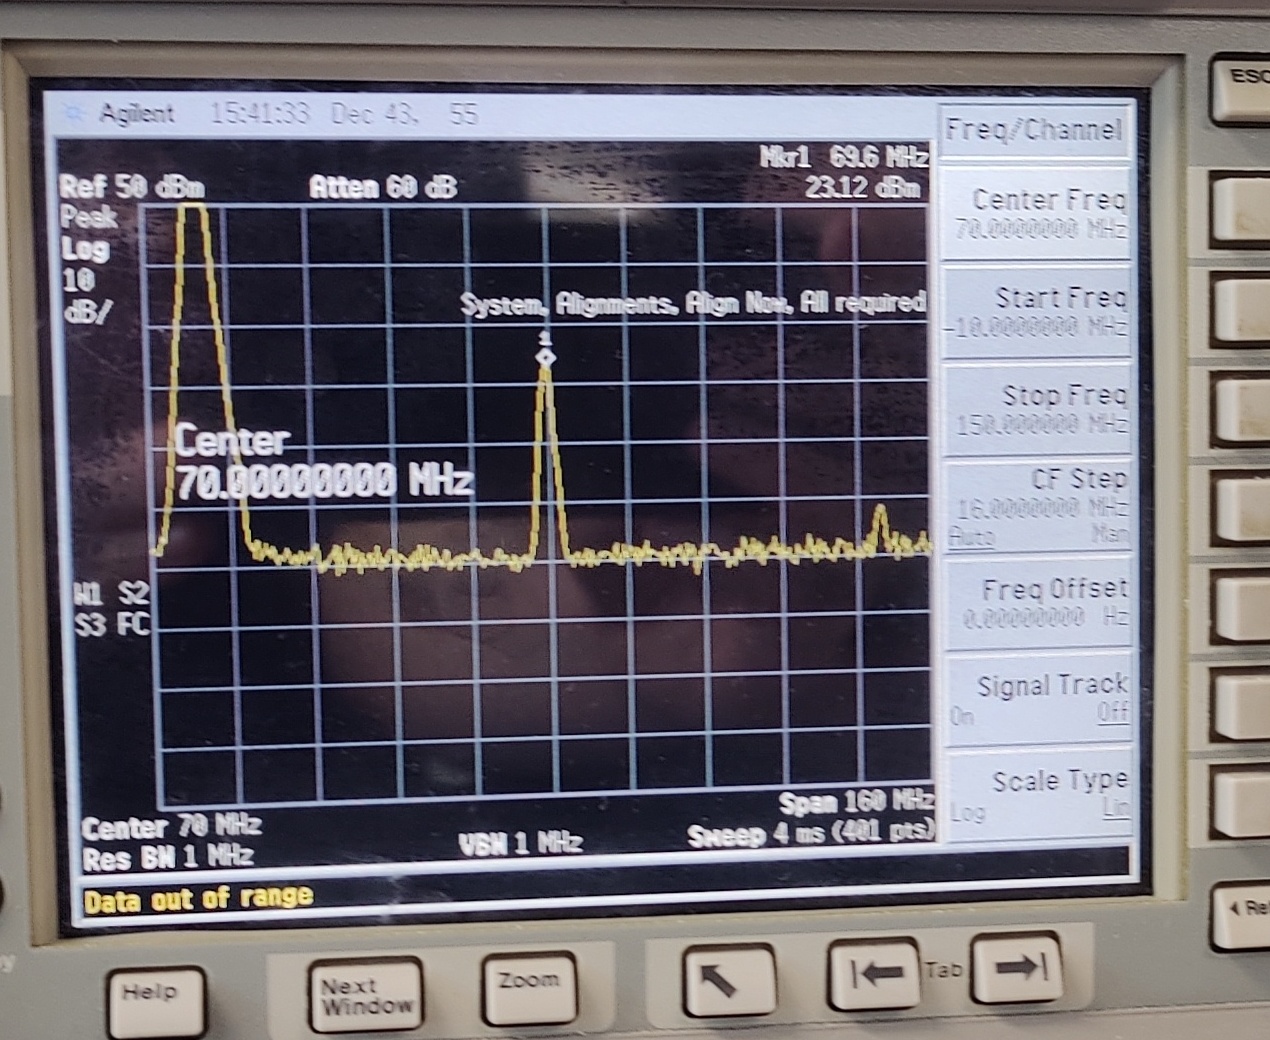 Agilent 15:41:33 Dec 43, 55
Freq/Channel
Mkr1 69.6 MHz
Ref 50 dBm Atten 60 dB 23.12 dBm
Peak
Log
10
dB/
System, Alignments, Align Now, All required
1
Center
70.00000000 MHz
W1 S2
S3 FC
Center 70 MHz Span 160 MHz
Res BW 1 MHz VBW 1 MHz Sweep 4 ms (401 pts)
Data out of range
Center Freq
70.0000000 MHz
Start Freq
-10.0000000 MHz
Stop Freq
150.000000 MHz
CF Step
16.0000000 MHz
Auto Man
Freq Offset
0.00000000 Hz
Signal Track
On Off
Scale Type
Log Lin
ESC
Help
Next
Window
Zoom
Tab